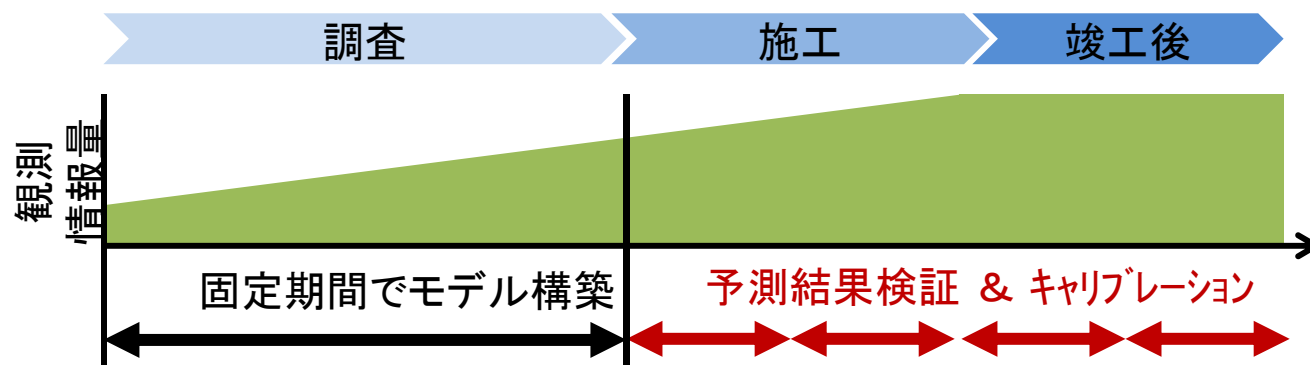 調査
施工
竣工後
観測
情報量
固定期間でモデル構築
予測結果検証 & キャリブレーション